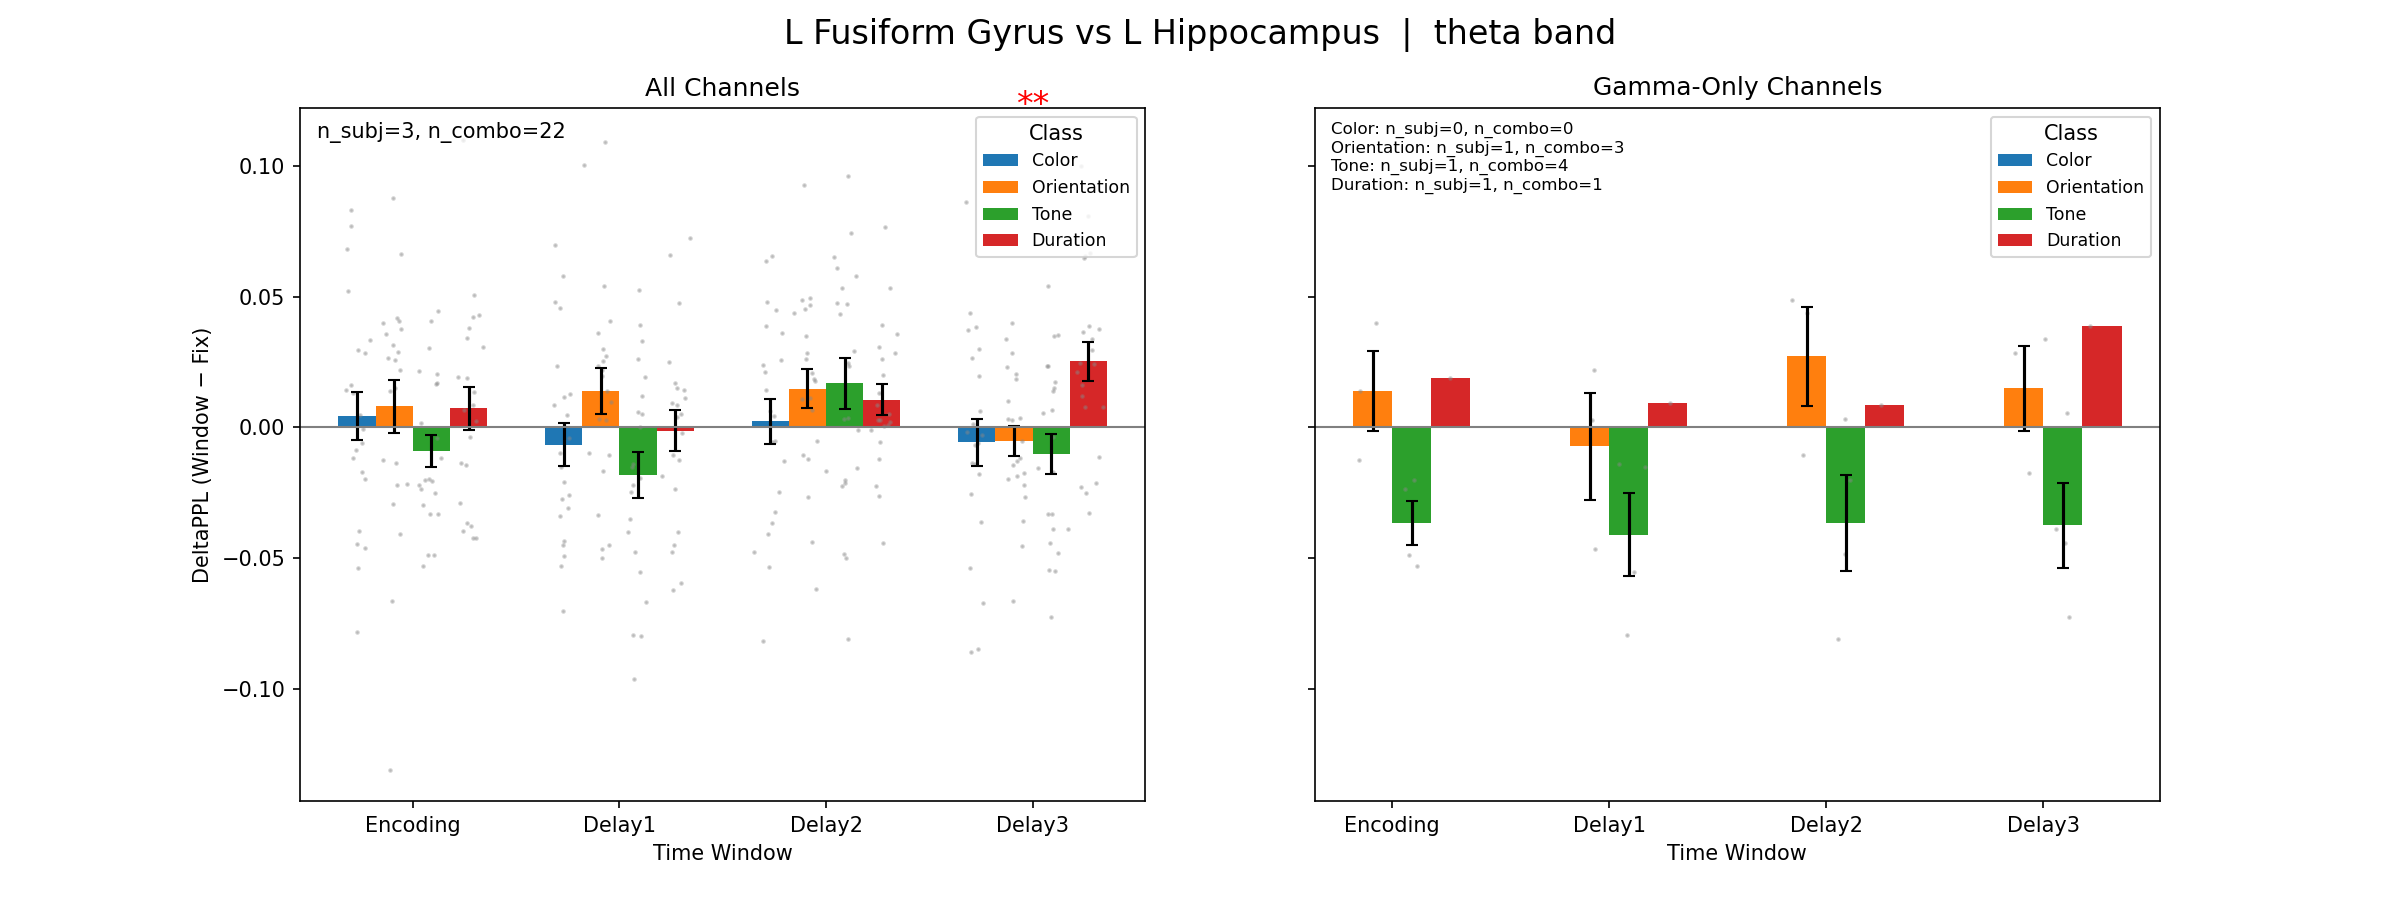 L Fusiform Gyrus vs L Hippocampus | theta band
All Channels
**
n_subj=3, n_combo=22
Class
Color
Orientation
Tone
Duration
0.10
0.05
0.00
−0.05
−0.10
DeltaPPL (Window − Fix)
Encoding
Delay1
Delay2
Delay3
Time Window
Gamma-Only Channels
Color: n_subj=0, n_combo=0
Orientation: n_subj=1, n_combo=3
Tone: n_subj=1, n_combo=4
Duration: n_subj=1, n_combo=1
Class
Color
Orientation
Tone
Duration
Encoding
Delay1
Delay2
Delay3
Time Window